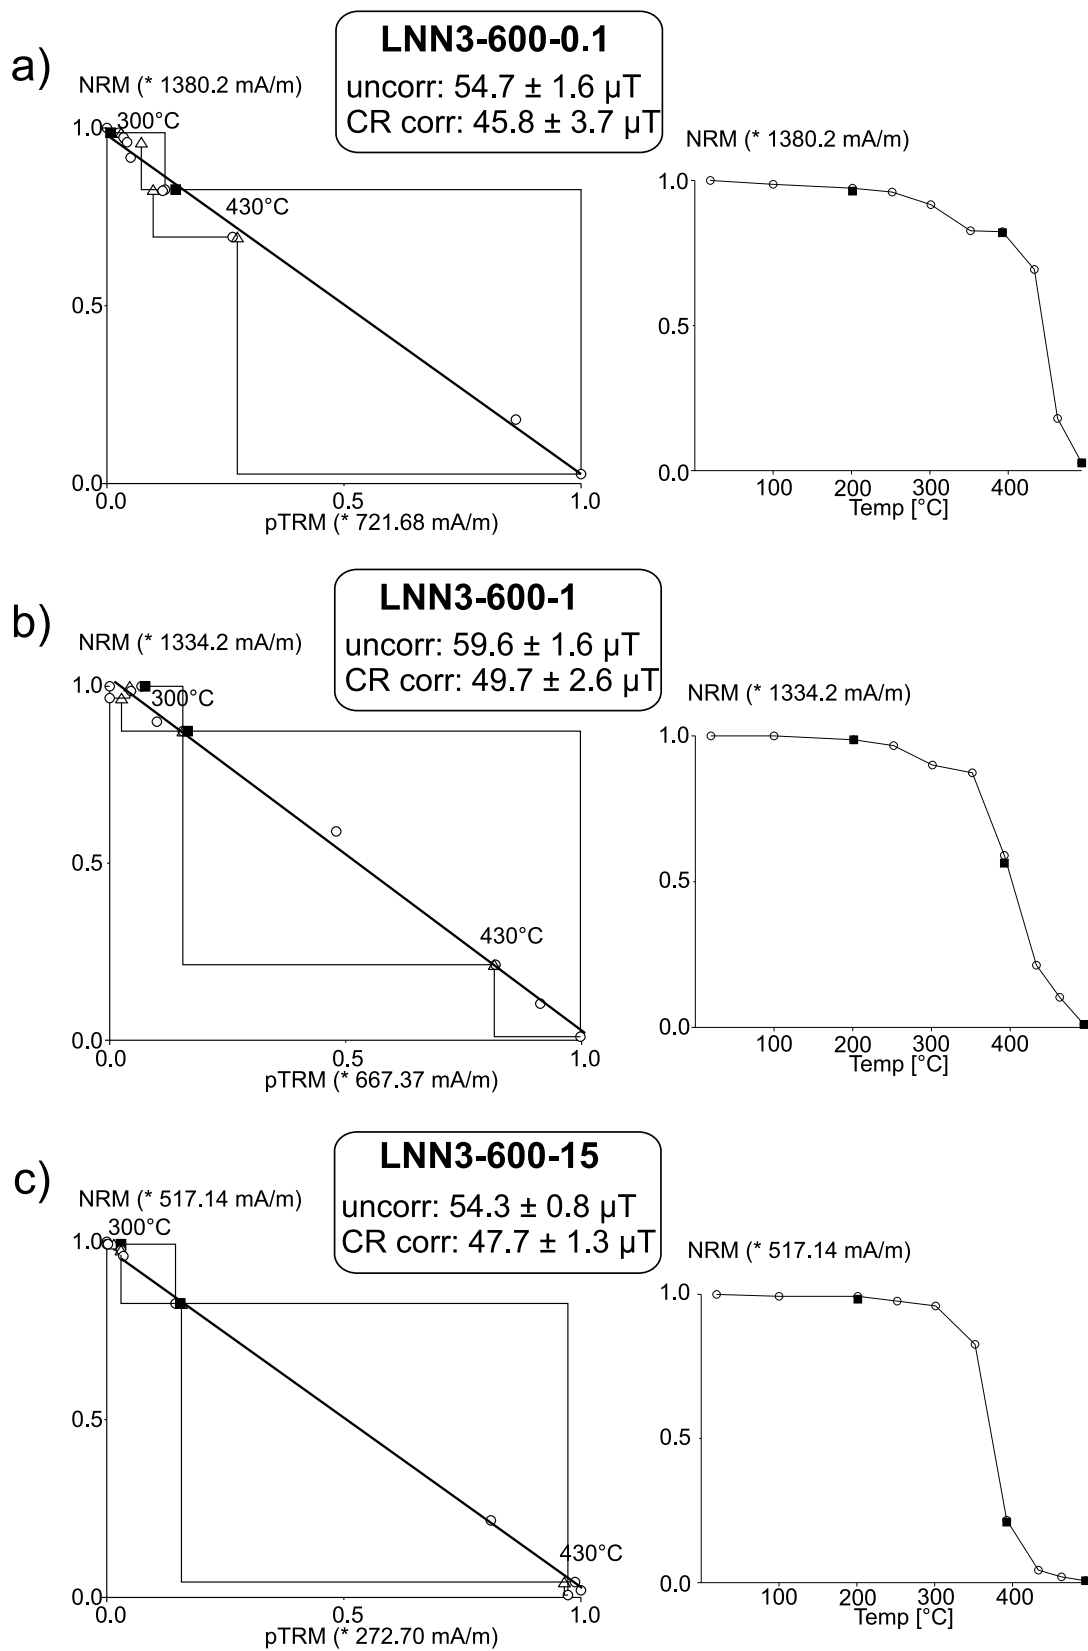 a)
LNN3-600-0.1
uncorr: 54.7 ± 1.6 µT
CR corr: 45.8 ± 3.7 µT
NRM (* 1380.2 mA/m)
1.0
300°C
430°C
0.5
0.0
0.0
0.5
1.0
pTRM (* 721.68 mA/m)
NRM (* 1380.2 mA/m)
1.0
0.5
0.0
100
200
300
400
Temp [°C]
b)
LNN3-600-1
uncorr: 59.6 ± 1.6 µT
CR corr: 49.7 ± 2.6 µT
NRM (* 1334.2 mA/m)
1.0
300°C
0.5
430°C
0.0
0.0
0.5
1.0
pTRM (* 667.37 mA/m)
NRM (* 1334.2 mA/m)
1.0
0.5
0.0
100
200
300
400
Temp [°C]
c)
LNN3-600-15
uncorr: 54.3 ± 0.8 µT
CR corr: 47.7 ± 1.3 µT
NRM (* 517.14 mA/m)
300°C
1.0
0.5
430°C
0.0
0.0
0.5
1.0
pTRM (* 272.70 mA/m)
NRM (* 517.14 mA/m)
1.0
0.5
0.0
100
200
300
400
Temp [°C]